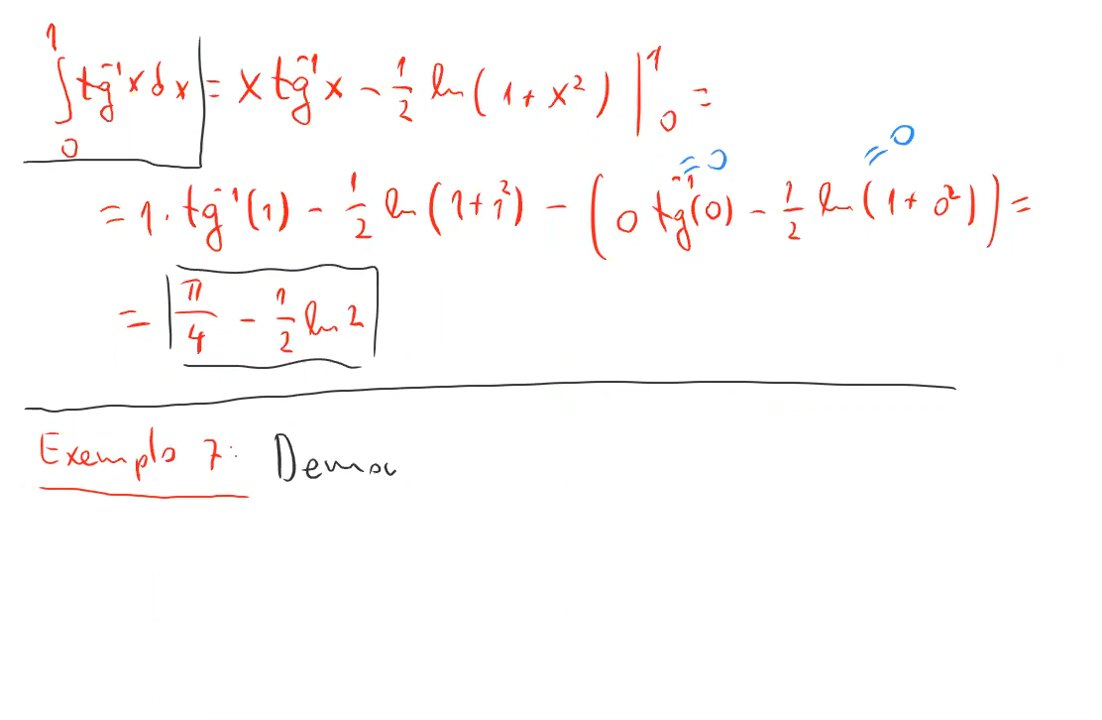 ∫₀¹ tg⁻¹x dx = x tg⁻¹x - 1/2 ln(1+x²) |₀¹ =
= 1·tg⁻¹(1) - 1/2 ln(1+1²) - (0 tg⁻¹(0) - 1/2 ln(1+0²)) =
=0 =0
= π/4 - 1/2 ln 2
Exemplo 7: Demo